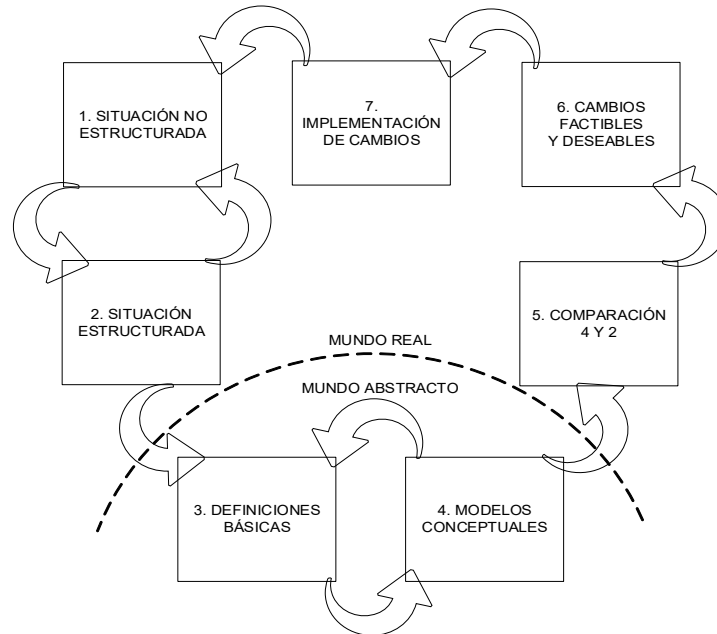 1. SITUACIÓN NO
ESTRUCTURADA
7.
IMPLEMENTACIÓN
DE CAMBIOS
6. CAMBIOS
FACTIBLES
Y DESEABLES
2. SITUACIÓN
ESTRUCTURADA
5. COMPARACIÓN
4 Y 2
MUNDO REAL
MUNDO ABSTRACTO
3. DEFINICIONES
BÁSICAS
4. MODELOS
CONCEPTUALES